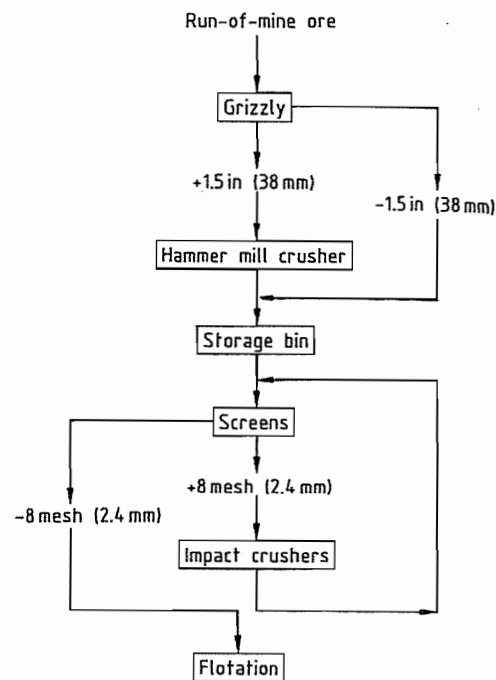 Run-of-mine ore
Grizzly
+1.5 in (38 mm)
-1.5 in (38 mm)
Hammer mill crusher
Storage bin
Screens
+8 mesh (2.4 mm)
-8 mesh (2.4 mm)
Impact crushers
Flotation